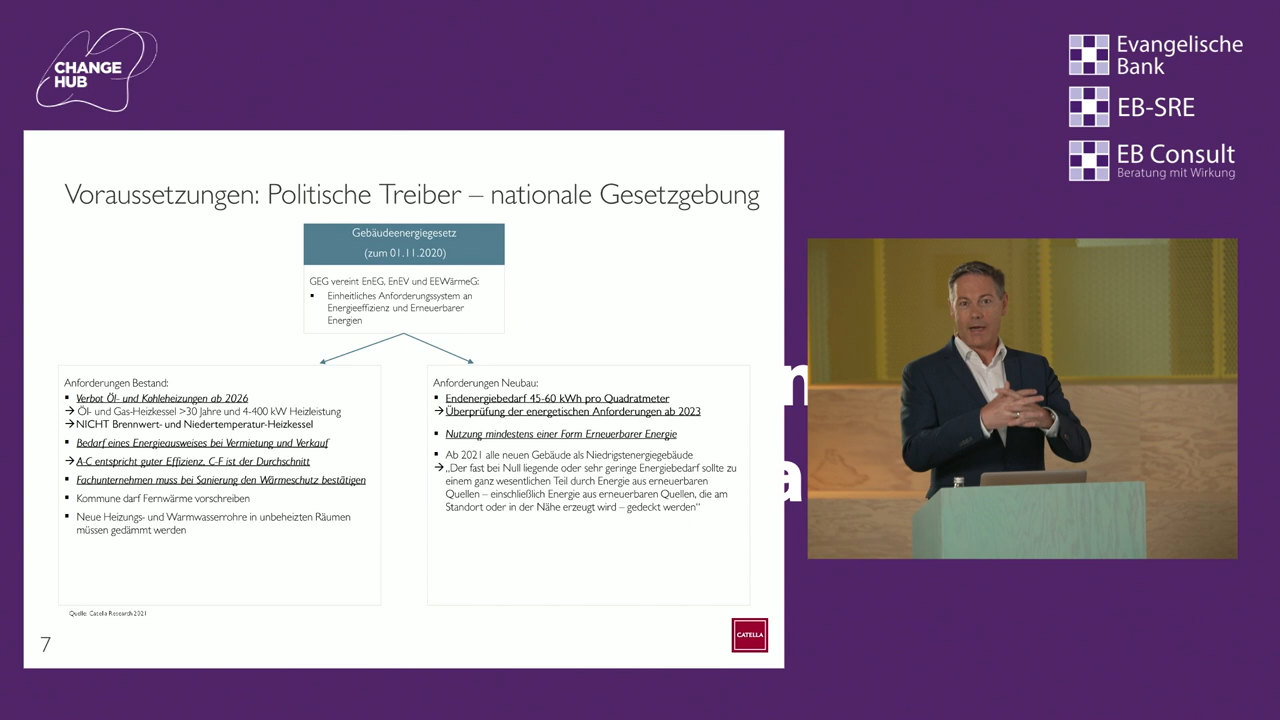 CHANGE
HUB
Evangelische
Bank
EB-SRE
EB Consult
Beratung mit Wirkung
Voraussetzungen: Politische Treiber – nationale Gesetzgebung
Gebäudeenergiegesetz
(zum 01.11.2020)
GEG vereint EnEG, EnEV und EEWärmeG:
▪ Einheitliches Anforderungssystem an
Energieeffizienz und Erneuerbarer
Energien
Anforderungen Bestand:
▪ Verbot Öl- und Kohleheizungen ab 2026
→ Öl- und Gas-Heizkessel >30 Jahre und 4-400 kW Heizleistung
→ NICHT Brennwert- und Niedertemperatur-Heizkessel
▪ Bedarf eines Energieausweises bei Vermietung und Verkauf
→ A-C entspricht guter Effizienz, C-F ist der Durchschnitt
▪ Fachunternehmen muss bei Sanierung den Wärmeschutz bestätigen
▪ Kommune darf Fernwärme vorschreiben
▪ Neue Heizungs- und Warmwasserrohre in unbeheizten Räumen
müssen gedämmt werden
Anforderungen Neubau:
▪ Endenergiebedarf 45-60 kWh pro Quadratmeter
→ Überprüfung der energetischen Anforderungen ab 2023
▪ Nutzung mindestens einer Form Erneuerbarer Energie
▪ Ab 2021 alle neuen Gebäude als Niedrigstenergiegebäude
→ „Der fast bei Null liegende oder sehr geringe Energiebedarf sollte zu
einem ganz wesentlichen Teil durch Energie aus erneuerbaren
Quellen – einschließlich Energie aus erneuerbaren Quellen, die am
Standort oder in der Nähe erzeugt wird – gedeckt werden“
n
a
Quelle: Catella Research 2021
7
CATELLA